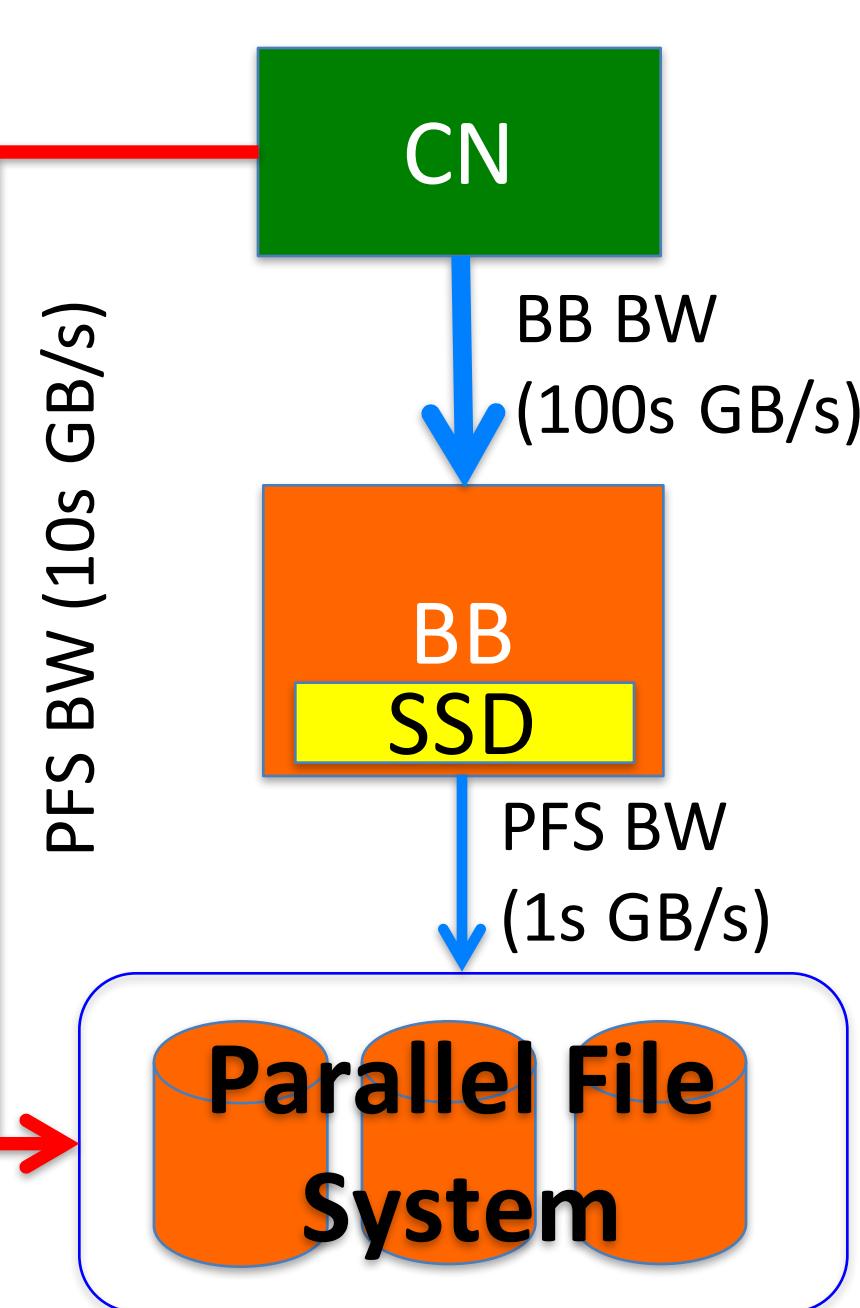 CN
BB BW
(100s GB/s)
PFS BW (10s GB/s)
BB
SSD
PFS BW
(1s GB/s)
Parallel File
System